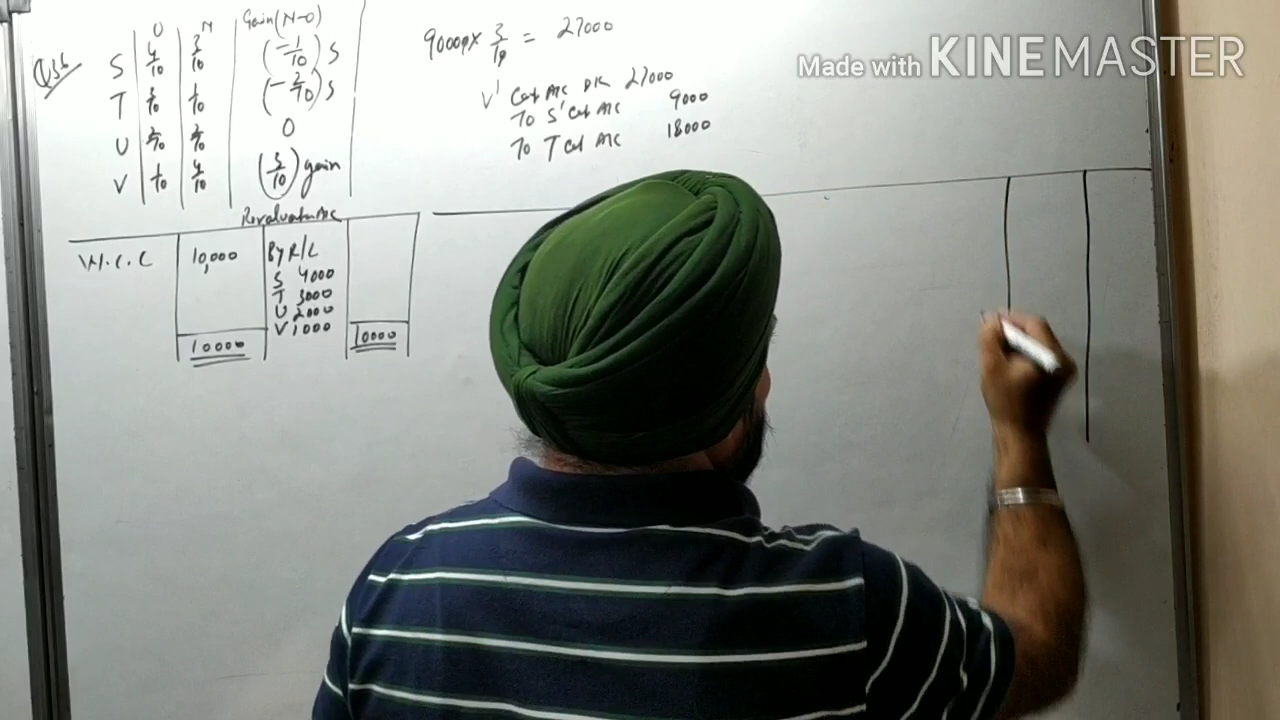 Q36
O N Gain(N-O)
S 4/10 3/10 (-1/10) S
T 3/10 1/10 (-2/10) S
U 2/10 2/10 0
V 1/10 4/10 (3/10) gain
90000 x 3/10 = 27000
V' Cap A/c DR 27000
To S' Cap A/c 9000
To T Cap A/c 18000
Made with KINEMASTER
Revaluation A/c
W.C.C 10,000 By R/L
S 4000
T 3000
U 2000
V 1000
10000 10000